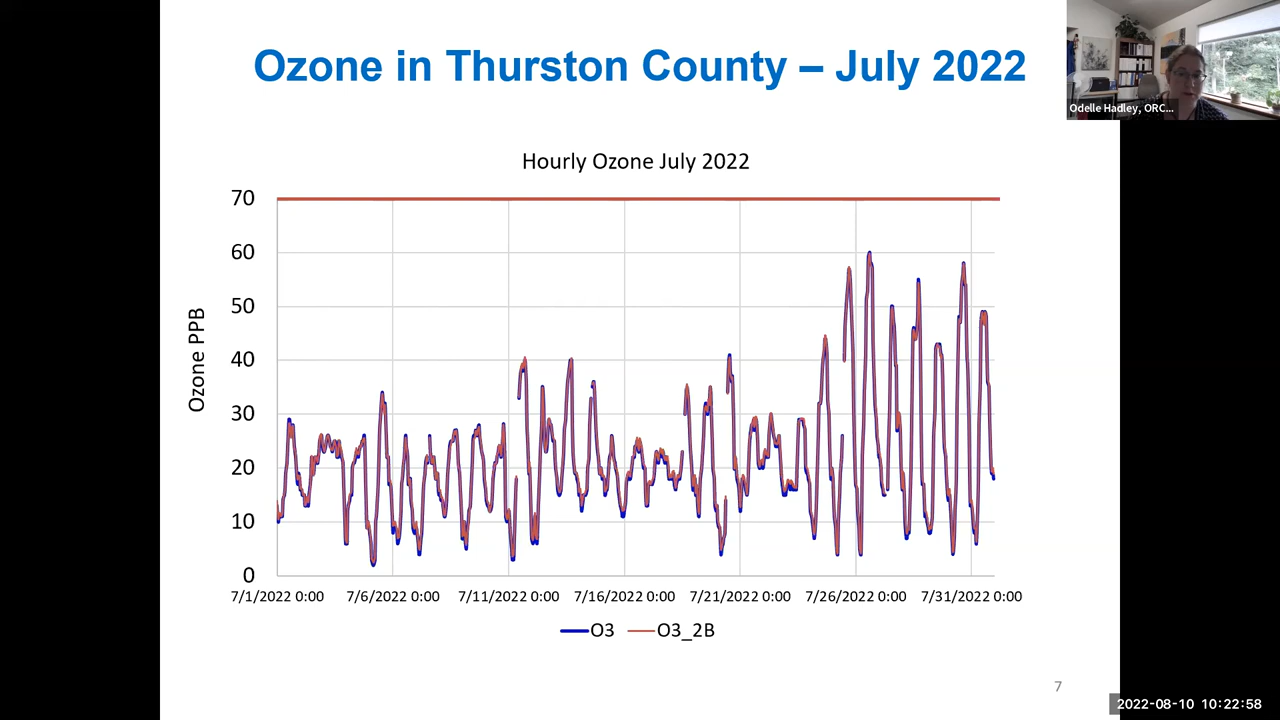 Ozone in Thurston County – July 2022
Odelle Hadley, ORC...
Hourly Ozone July 2022
70
60
50
40
30
20
10
0
Ozone PPB
7/1/2022 0:00 7/6/2022 0:00 7/11/2022 0:00 7/16/2022 0:00 7/21/2022 0:00 7/26/2022 0:00 7/31/2022 0:00
O3 O3_2B
7
2022-08-10 10:22:58